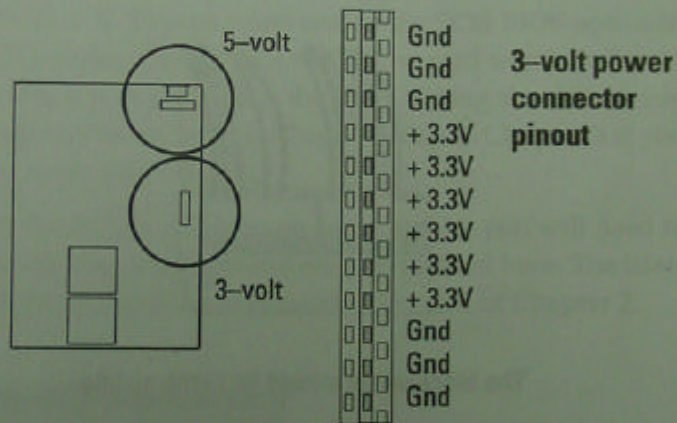 5–volt
3–volt
Gnd
Gnd
Gnd
+ 3.3V
+ 3.3V
+ 3.3V
+ 3.3V
+ 3.3V
+ 3.3V
Gnd
Gnd
Gnd
3–volt power
connector
pinout